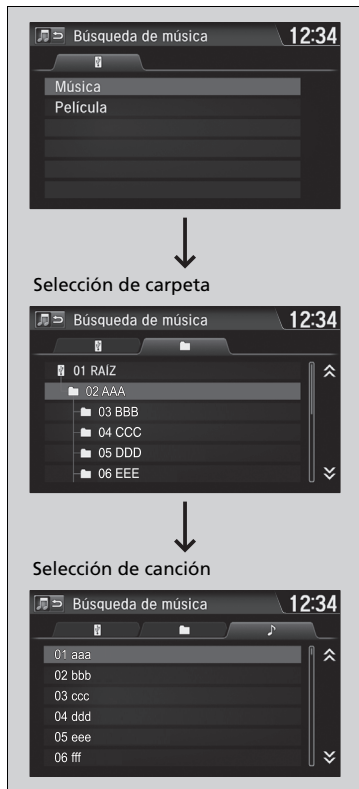 Búsqueda de música 12:34
Música
Película
Selección de carpeta
Búsqueda de música 12:34
01 RAÍZ
02 AAA
03 BBB
04 CCC
05 DDD
06 EEE
Selección de canción
Búsqueda de música 12:34
01 aaa
02 bbb
03 ccc
04 ddd
05 eee
06 fff